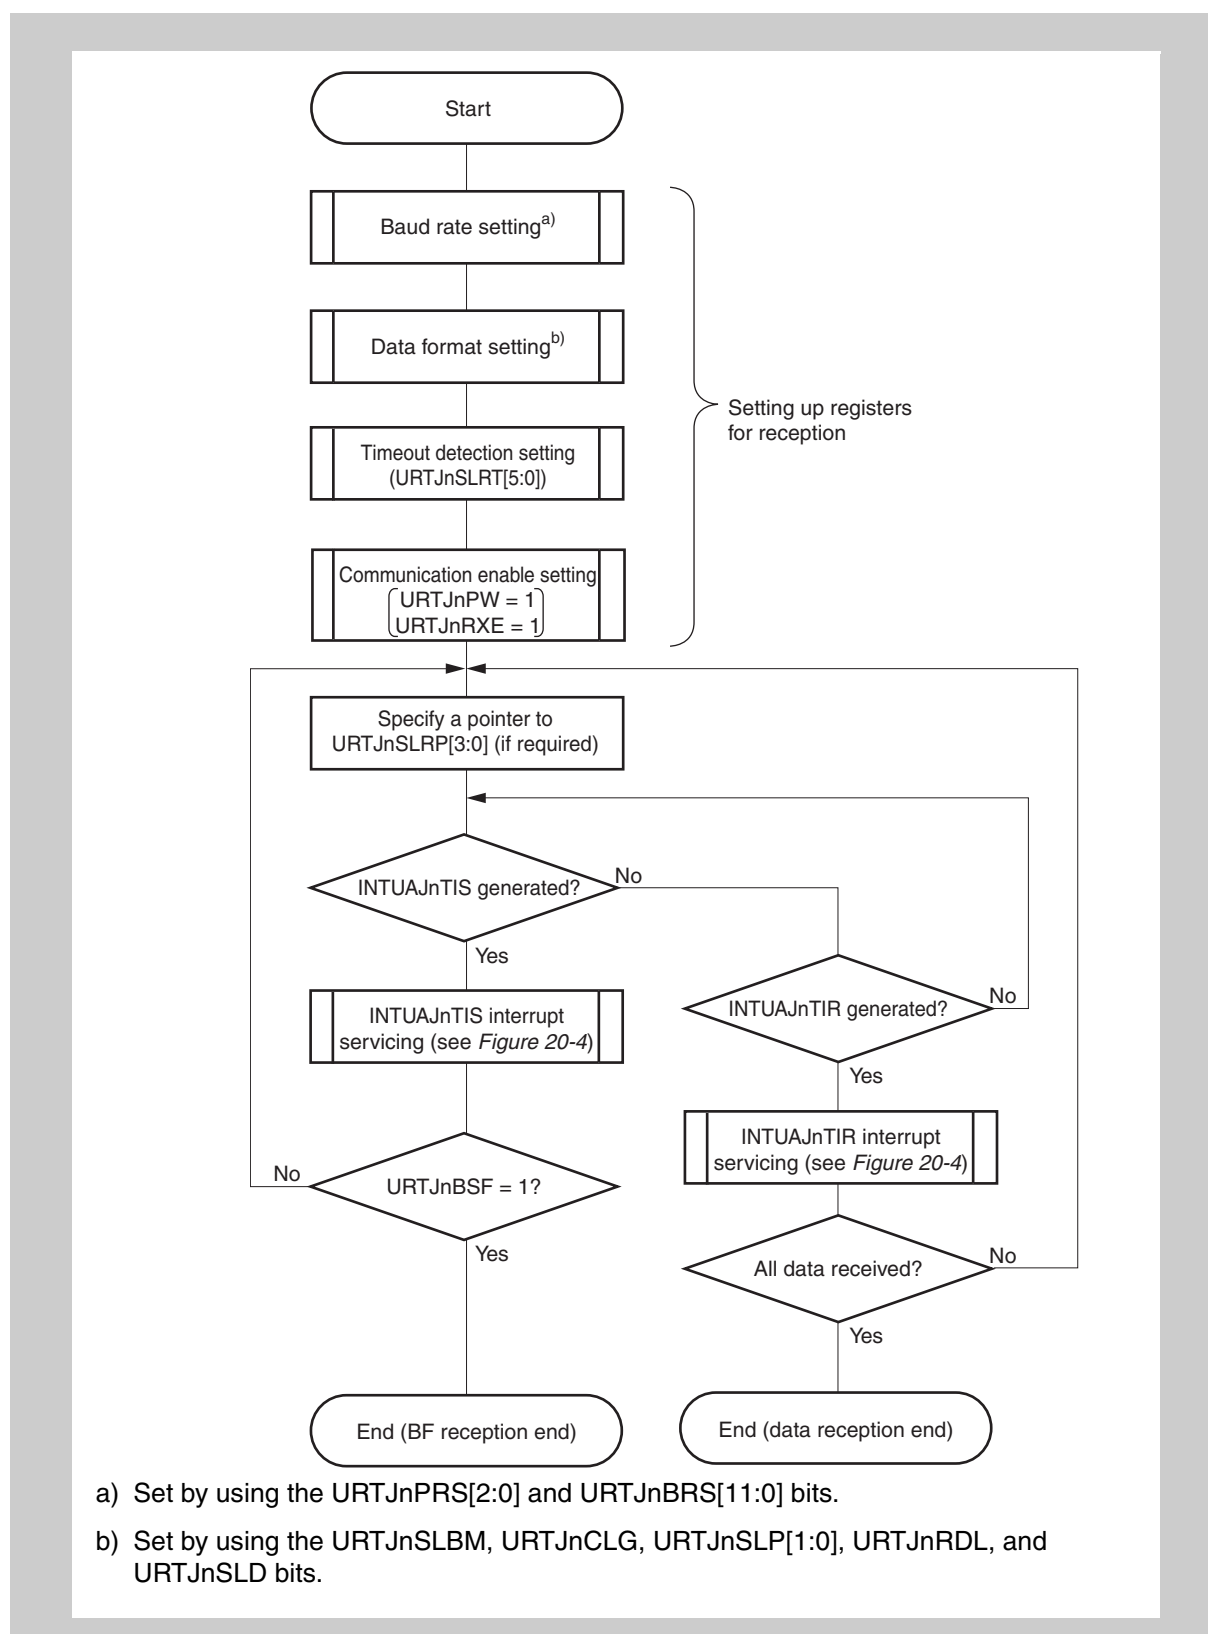 Start
Baud rate setting a)
Data format setting b)
Timeout detection setting
(URTJnSLRT[5:0])
Setting up registers
for reception
Communication enable setting
URTJnPW = 1
URTJnRXE = 1
Specify a pointer to
URTJnSLRP[3:0] (if required)
INTUAJnTIS generated?
No
Yes
INTUAJnTIS interrupt
servicing (see Figure 20-4)
INTUAJnTIR generated?
No
Yes
INTUAJnTIR interrupt
servicing (see Figure 20-4)
No
URTJnBSF = 1?
Yes
All data received?
No
Yes
End (BF reception end)
End (data reception end)
a) Set by using the URTJnPRS[2:0] and URTJnBRS[11:0] bits.
b) Set by using the URTJnSLBM, URTJnCLG, URTJnSLP[1:0], URTJnRDL, and
URTJnSLD bits.